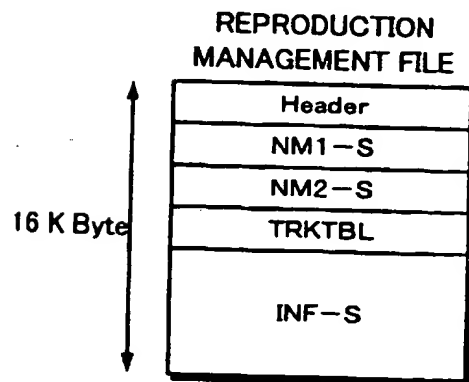 REPRODUCTION
MANAGEMENT FILE
Header
NM1-S
NM2-S
16 K Byte
TRKTBL
INF-S